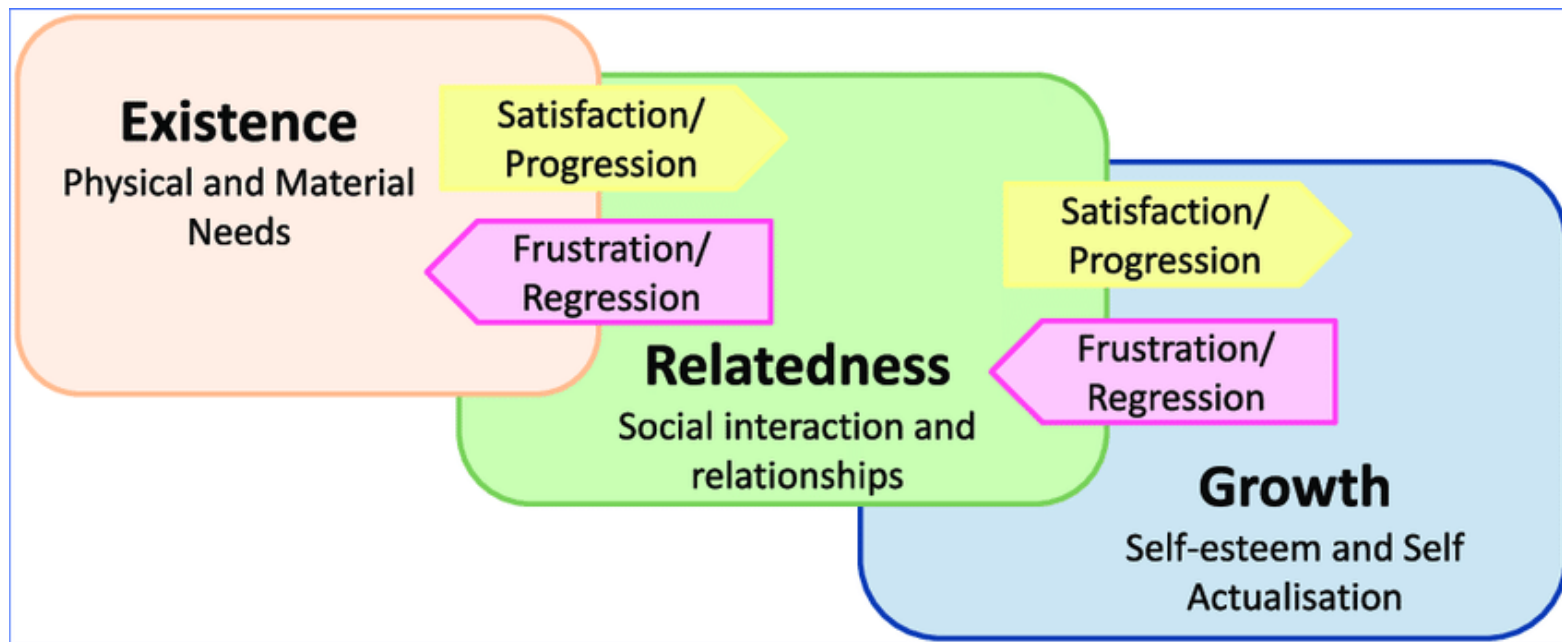 Existence
Physical and Material
Needs
Satisfaction/
Progression
Frustration/
Regression
Relatedness
Social interaction and
relationships
Satisfaction/
Progression
Frustration/
Regression
Growth
Self-esteem and Self
Actualisation